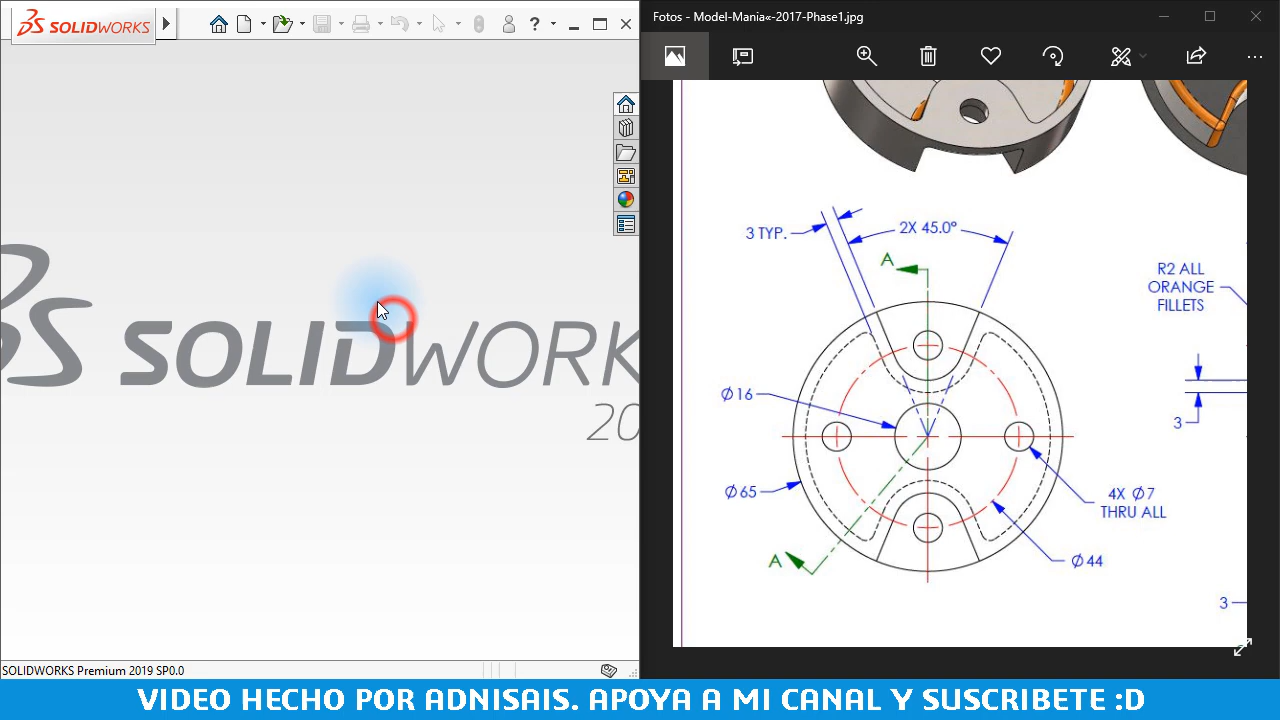 SOLIDWORKS
Fotos - Model-Mania«-2017-Phase1.jpg
SOLIDWORKS
20
3 TYP.
2X 45.0°
A
R2 ALL
ORANGE
FILLETS
Ø16
3
Ø65
4X Ø7
THRU ALL
A
Ø44
3
SOLIDWORKS Premium 2019 SP0.0
VIDEO HECHO POR ADNISAIS. APOYA A MI CANAL Y SUSCRIBETE :D